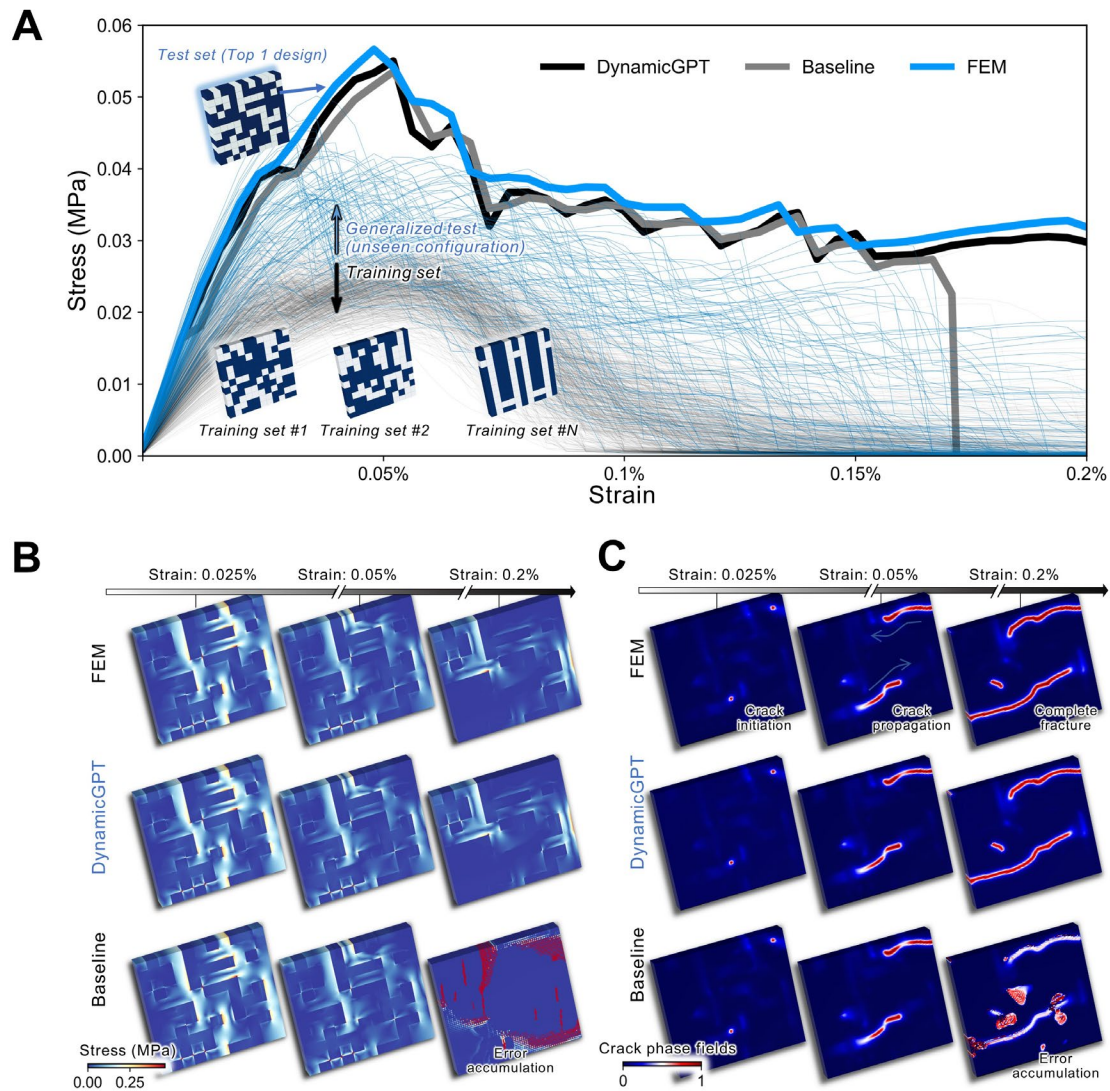 A
0.06
0.05
0.04
0.03
0.02
0.01
0.00
Stress (MPa)
Test set (Top 1 design)
DynamicGPT
Baseline
FEM
Generalized test
(unseen configuration)
Training set
Training set #1
Training set #2
Training set #N
0.05%
0.1%
0.15%
0.2%
Strain
B
Strain: 0.025%
Strain: 0.05%
Strain: 0.2%
FEM
DynamicGPT
Baseline
Error
accumulation
Stress (MPa)
0.00
0.25
C
Strain: 0.025%
Strain: 0.05%
Strain: 0.2%
FEM
Crack
initiation
Crack
propagation
Complete
fracture
DynamicGPT
Baseline
Error
accumulation
Crack phase fields
0
1